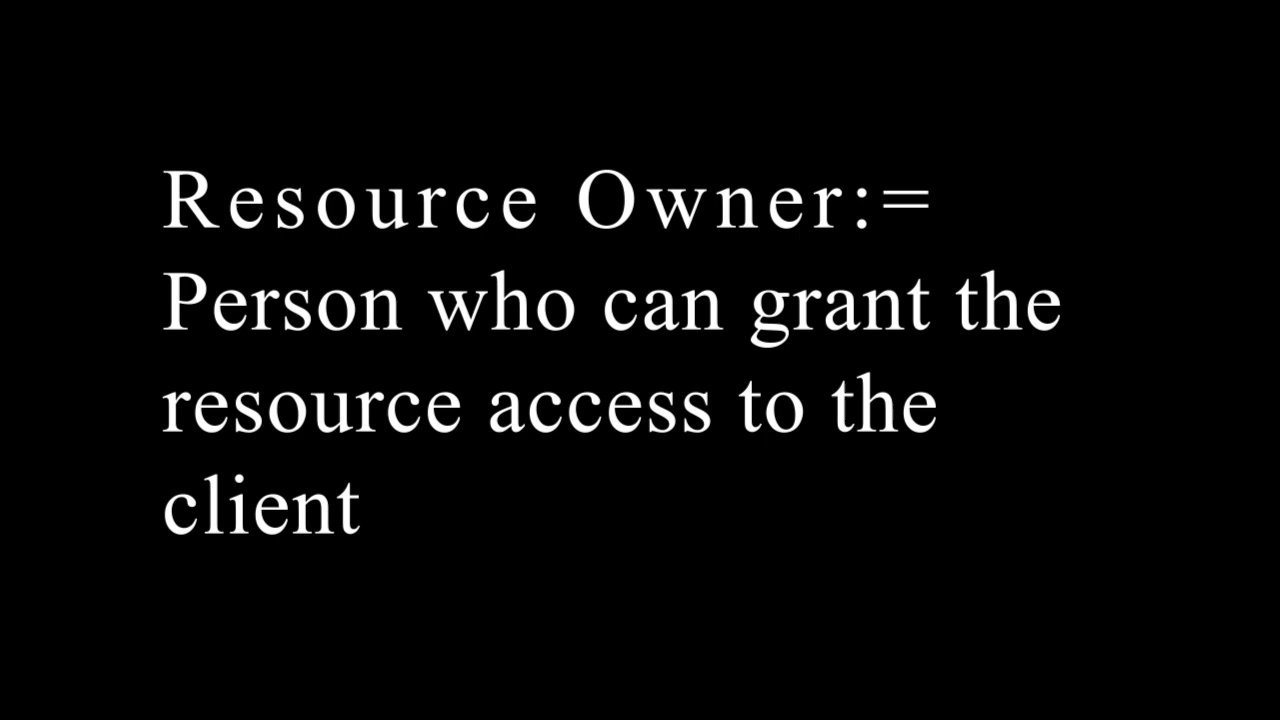 Resource Owner:=
Person who can grant the
resource access to the
client